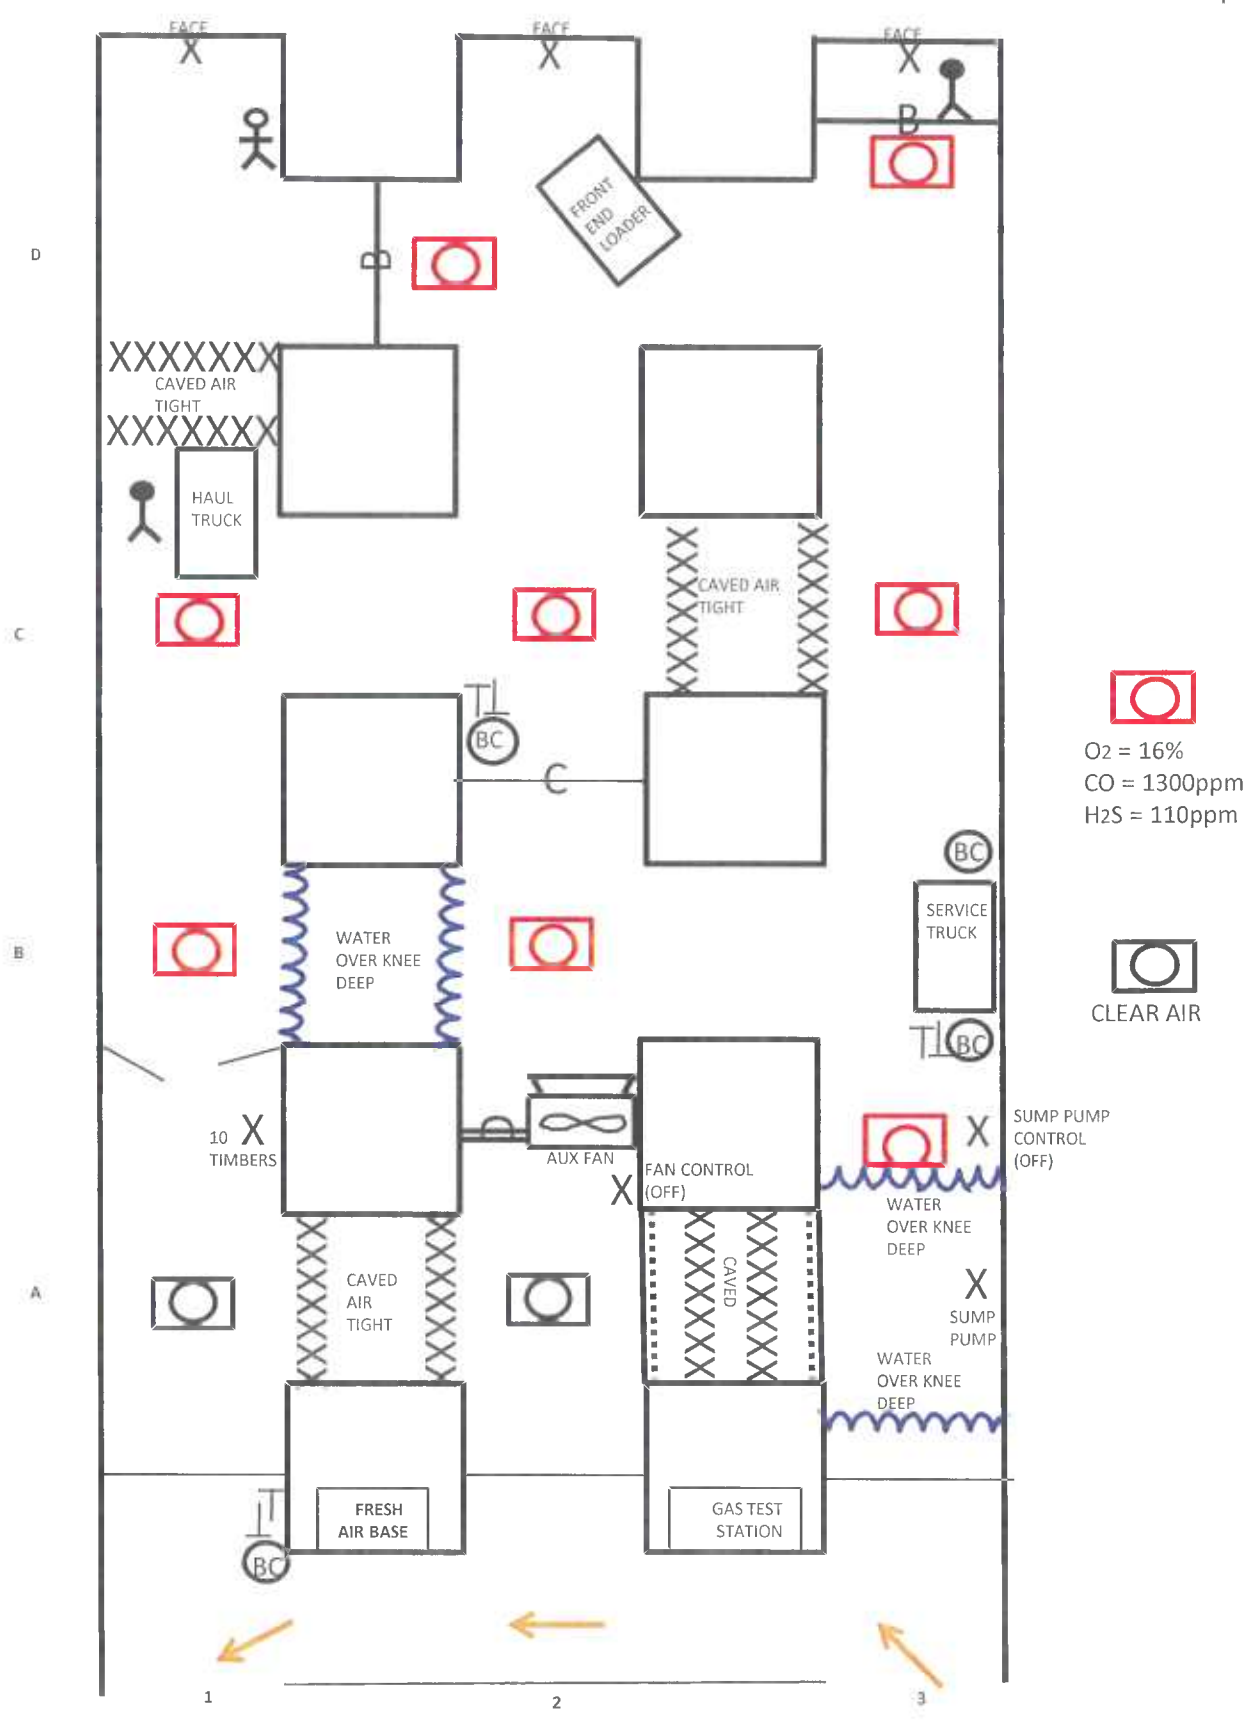 FACE
X
FACE
X
FACE
X
B
FRONT
END
LOADER
D
B
XXXXXXX
CAVED AIR
TIGHT
XXXXXXX
HAUL
TRUCK
CAVED AIR
TIGHT
C
BC
C
O2 = 16%
CO = 1300ppm
H2S = 110ppm
BC
SERVICE
TRUCK
B
WATER
OVER KNEE
DEEP
CLEAR AIR
BC
10 X
TIMBERS
D
AUX FAN
X
FAN CONTROL
(OFF)
X
SUMP PUMP
CONTROL
(OFF)
WATER
OVER KNEE
DEEP
A
CAVED
AIR
TIGHT
CAVED
X
SUMP
PUMP
WATER
OVER KNEE
DEEP
FRESH
AIR BASE
GAS TEST
STATION
BC
1
2
3